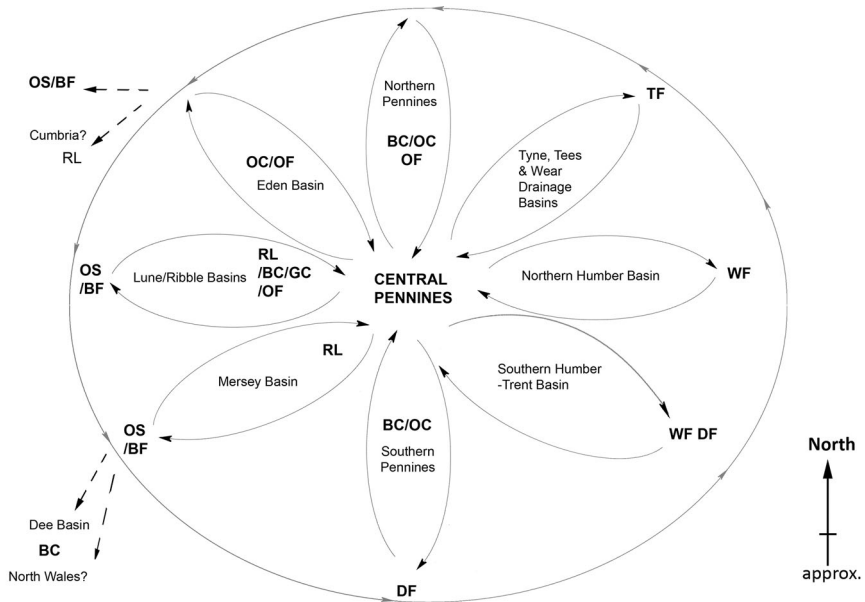 OS/BF
Cumbria?
RL
Northern
Pennines
BC/OC
OF
TF
Tyne, Tees
& Wear
Drainage
Basins
OC/OF
Eden Basin
OS
/BF
Lune/Ribble Basins
RL
/BC/GC
/OF
CENTRAL
PENNINES
Northern Humber Basin
WF
RL
Mersey Basin
Southern Humber
-Trent Basin
OS
/BF
BC/OC
Southern
Pennines
WF DF
Dee Basin
BC
North Wales?
DF
North
approx.